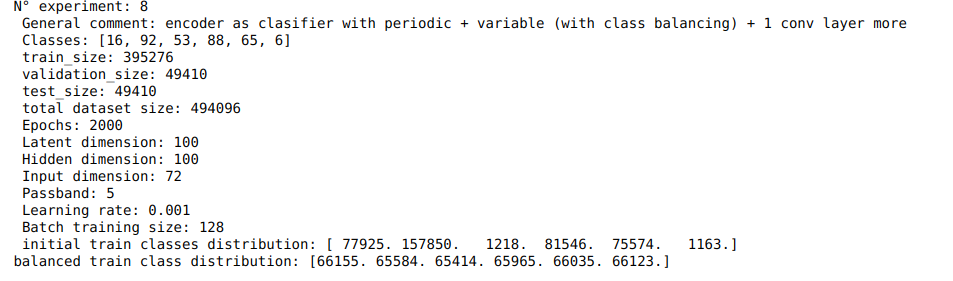 N° experiment: 8
General comment: encoder as clasifier with periodic + variable (with class balancing) + 1 conv layer more
Classes: [16, 92, 53, 88, 65, 6]
train_size: 395276
validation_size: 49410
test_size: 49410
total dataset size: 494096
Epochs: 2000
Latent dimension: 100
Hidden dimension: 100
Input dimension: 72
Passband: 5
Learning rate: 0.001
Batch training size: 128
initial train classes distribution: [ 77925. 157850.   1218.  81546.  75574.   1163.]
balanced train class distribution: [66155. 65584. 65414. 65965. 66035. 66123.]